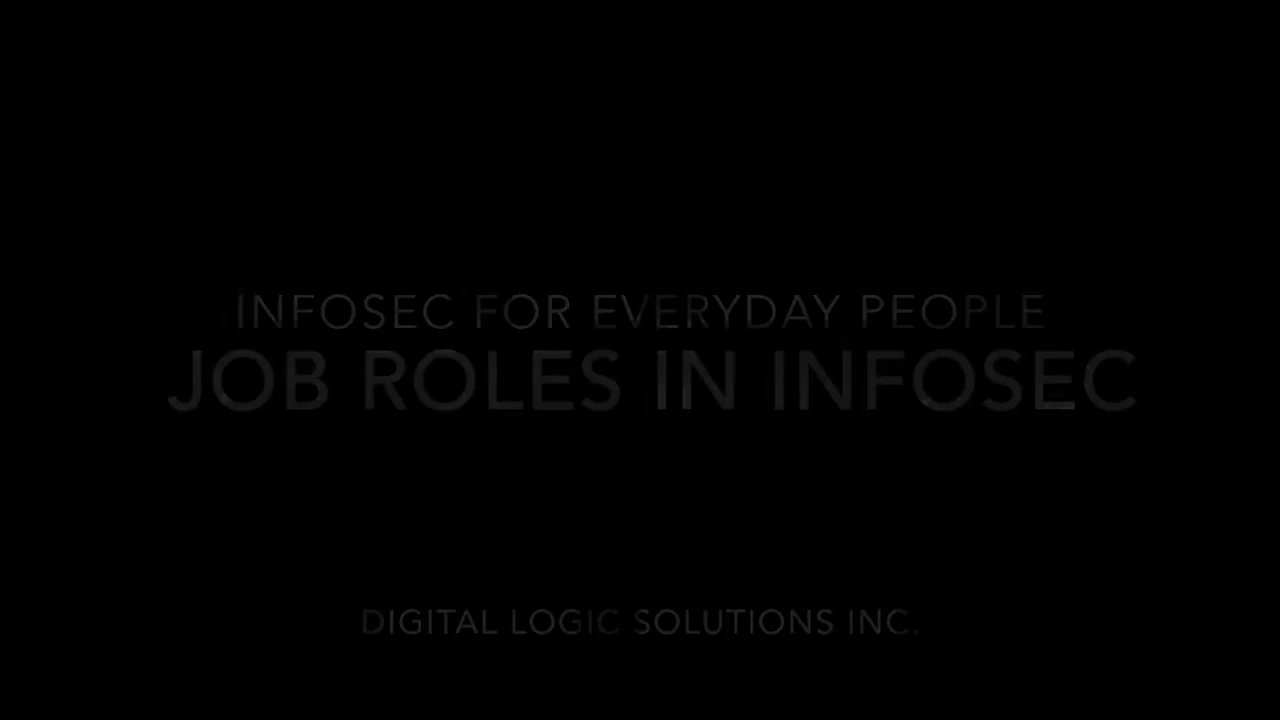 INFOSEC FOR EVERYDAY PEOPLE
JOB ROLES IN INFOSEC
DIGITAL LOGIC SOLUTIONS INC.